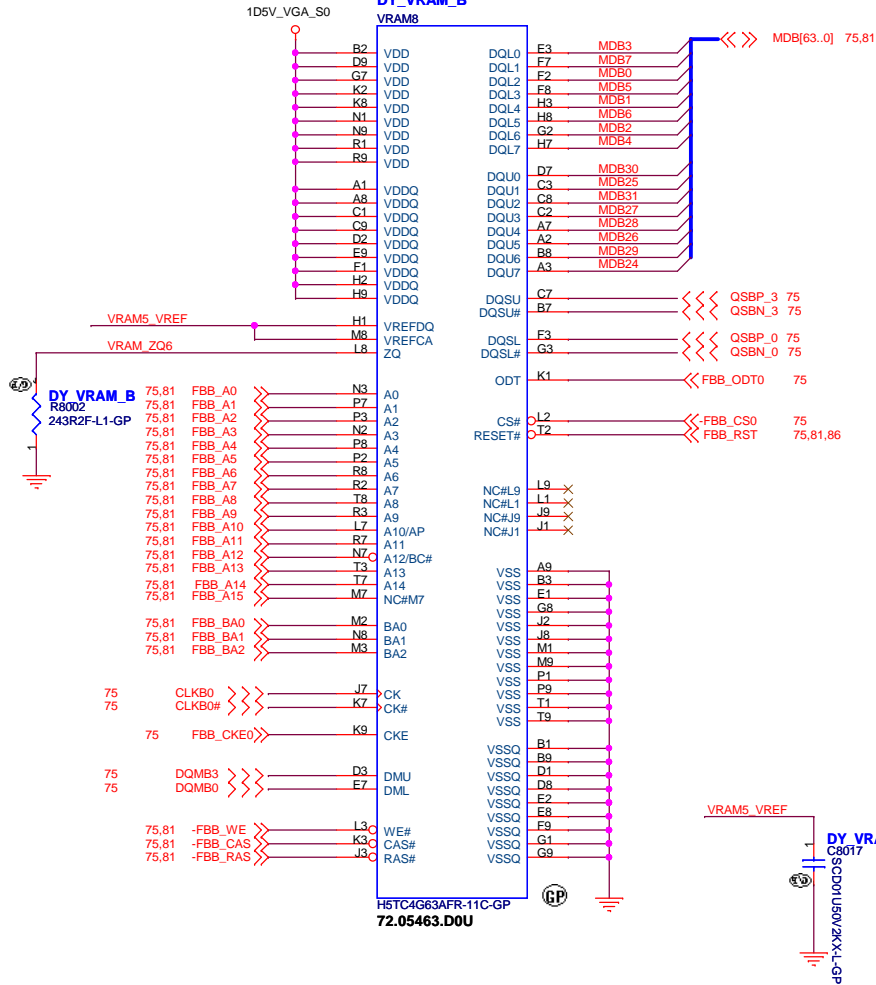 DY_VRAM_B
1D5V_VGA_S0
VRAM8
B2 VDD
D9 VDD
G7 VDD
K2 VDD
K8 VDD
N1 VDD
N9 VDD
R1 VDD
R9 VDD
A1 VDDQ
A8 VDDQ
C1 VDDQ
C9 VDDQ
D2 VDDQ
E9 VDDQ
F1 VDDQ
H2 VDDQ
H9 VDDQ
VRAM5_VREF H1 VREFDQ
M8 VREFCA
VRAM_ZQ6 L8 ZQ
DY_VRAM_B
R8002
243R2F-L1-GP
1
75,81 FBB_A0 N3 A0
75,81 FBB_A1 P7 A1
75,81 FBB_A2 P3 A2
75,81 FBB_A3 N2 A3
75,81 FBB_A4 P8 A4
75,81 FBB_A5 P2 A5
75,81 FBB_A6 R8 A6
75,81 FBB_A7 R2 A7
75,81 FBB_A8 T8 A8
75,81 FBB_A9 R3 A9
75,81 FBB_A10 L7 A10/AP
75,81 FBB_A11 R7 A11
75,81 FBB_A12 N7 A12/BC#
75,81 FBB_A13 T3 A13
75,81 FBB_A14 T7 A14
75,81 FBB_A15 M7 NC#M7
75,81 FBB_BA0 M2 BA0
75,81 FBB_BA1 N8 BA1
75,81 FBB_BA2 M3 BA2
75 CLKB0 J7 CK
75 CLKB0# K7 CK#
75 FBB_CKE0 K9 CKE
75 DQMB3 D3 DMU
75 DQMB0 E7 DML
75,81 -FBB_WE L3 WE#
75,81 -FBB_CAS K3 CAS#
75,81 -FBB_RAS J3 RAS#
H5TC4G63AFR-11C-GP
72.05463.D0U
GP
MDB[63..0] 75,81
DQL0 E3 MDB3
DQL1 F7 MDB7
DQL2 F2 MDB0
DQL3 F8 MDB5
DQL4 H3 MDB1
DQL5 H8 MDB6
DQL6 G2 MDB2
DQL7 H7 MDB4
DQU0 D7 MDB30
DQU1 C3 MDB25
DQU2 C8 MDB31
DQU3 C2 MDB27
DQU4 A7 MDB28
DQU5 A2 MDB26
DQU6 B8 MDB29
DQU7 A3 MDB24
DQSU C7 QSBP_3 75
DQSU# B7 QSBN_3 75
DQSL F3 QSBP_0 75
DQSL# G3 QSBN_0 75
ODT K1 FBB_ODT0 75
CS# L2 -FBB_CS0 75
RESET# T2 FBB_RST 75,81,86
NC#L9 L9
NC#L1 L1
NC#J9 J9
NC#J1 J1
VSS A9
VSS B3
VSS E1
VSS G8
VSS J2
VSS J8
VSS M1
VSS M9
VSS P1
VSS P9
VSS T1
VSS T9
VSSQ B1
VSSQ B9
VSSQ D1
VSSQ D8
VSSQ E2
VSSQ E8
VSSQ F9
VSSQ G1
VSSQ G9
VRAM5_VREF
1
DY_VRA
C8017
SCD01U50V2KX-L-GP